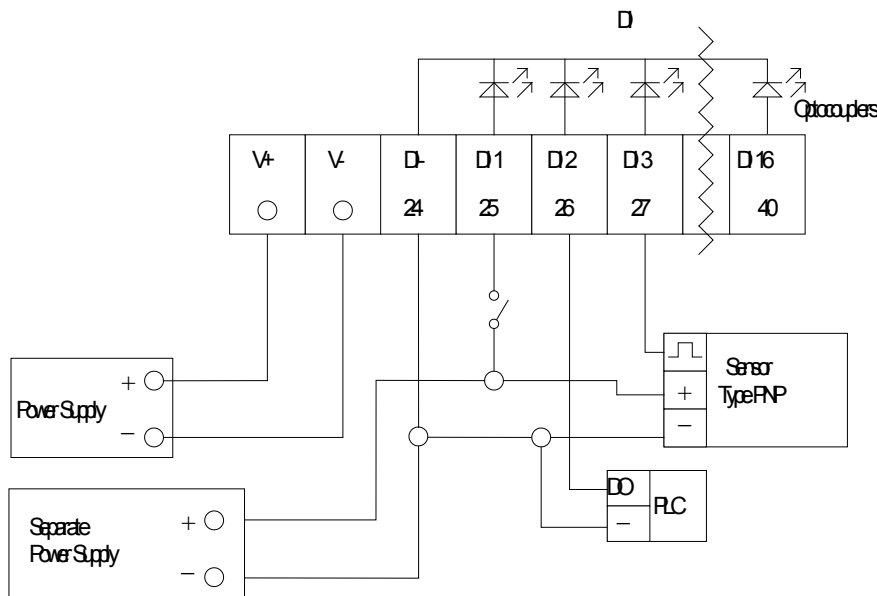 DI
Optocouplers
V+ V- DI- DI1 DI2 DI3 DI16
24 25 26 27 40
Sensor
Type PNP
+
−
+
Power Supply
−
DO PLC
−
+
Separate
Power Supply
−